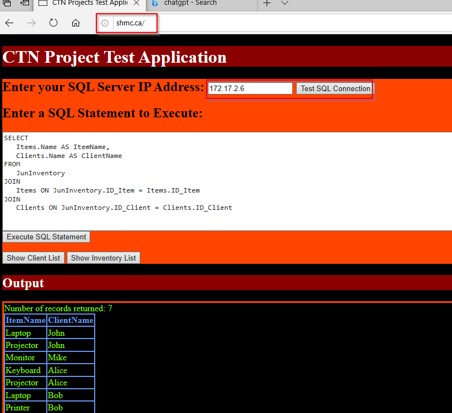 CTN Projects Test Applic
chatgpt - Search
shmc.ca/
CTN Project Test Application
Enter your SQL Server IP Address: 172.17.2.6 Test SQL Connection
Enter a SQL Statement to Execute:
SELECT
Items.Name AS ItemName,
Clients.Name AS ClientName
FROM
JunInventory
JOIN
Items ON JunInventory.ID_Item = Items.ID_Item
JOIN
Clients ON JunInventory.ID_Client = Clients.ID_Client
Execute SQL Statement
Show Client List Show Inventory List
Output
Number of records returned: 7
ItemName ClientName
Laptop John
Projector John
Monitor Mike
Keyboard Alice
Projector Alice
Laptop Bob
Printer Bob